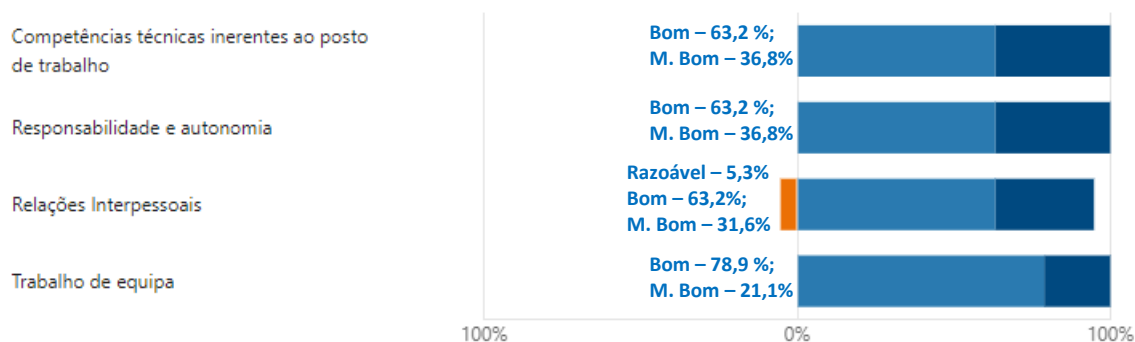 Competências técnicas inerentes ao posto
de trabalho
Bom – 63,2 %;
M. Bom – 36,8%
Responsabilidade e autonomia
Bom – 63,2 %;
M. Bom – 36,8%
Relações Interpessoais
Razoável – 5,3%
Bom – 63,2%;
M. Bom – 31,6%
Trabalho de equipa
Bom – 78,9 %;
M. Bom – 21,1%
100%
0%
100%